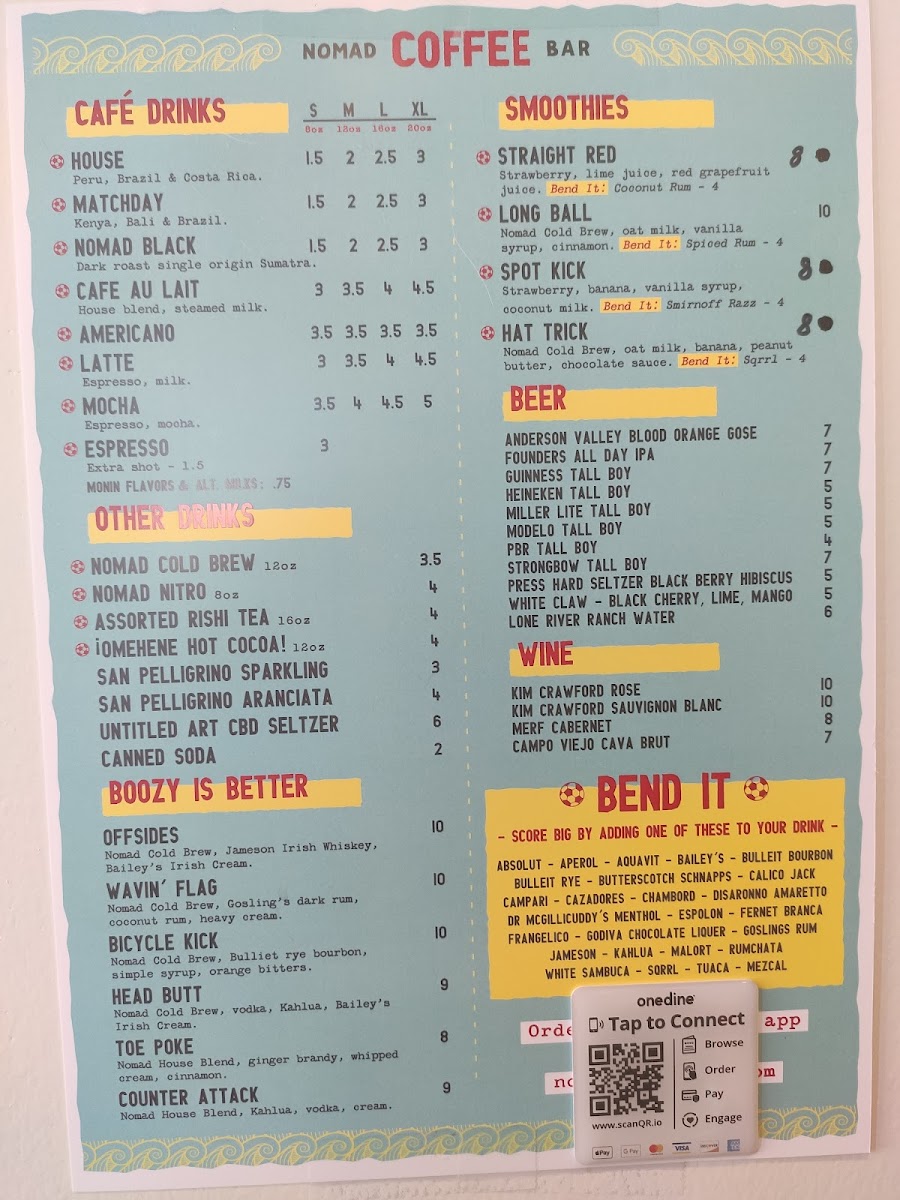 NOMAD COFFEE BAR
CAFÉ DRINKS
S M L XL
8oz 12oz 16oz 20oz
HOUSE 1.5 2 2.5 3
Peru, Brazil & Costa Rica.
MATCHDAY 1.5 2 2.5 3
Kenya, Bali & Brazil.
NOMAD BLACK 1.5 2 2.5 3
Dark roast single origin Sumatra.
CAFE AU LAIT 3 3.5 4 4.5
House blend, steamed milk.
AMERICANO 3.5 3.5 3.5 3.5
LATTE 3 3.5 4 4.5
Espresso, milk.
MOCHA 3.5 4 4.5 5
Espresso, mocha.
ESPRESSO 3
Extra shot - 1.5
MONIN FLAVORS & ALT. MILKS: .75
OTHER DRINKS
NOMAD COLD BREW 12oz 3.5
NOMAD NITRO 8oz 4
ASSORTED RISHI TEA 16oz 4
¡OMEHENE HOT COCOA! 12oz 4
SAN PELLIGRINO SPARKLING 3
SAN PELLIGRINO ARANCIATA 4
UNTITLED ART CBD SELTZER 6
CANNED SODA 2
BOOZY IS BETTER
OFFSIDES 10
Nomad Cold Brew, Jameson Irish Whiskey,
Bailey's Irish Cream.
WAVIN' FLAG 10
Nomad Cold Brew, Gosling's dark rum,
coconut rum, heavy cream.
BICYCLE KICK 10
Nomad Cold Brew, Bulliet rye bourbon,
simple syrup, orange bitters.
HEAD BUTT 9
Nomad Cold Brew, vodka, Kahlua, Bailey's
Irish Cream.
TOE POKE 8
Nomad House Blend, ginger brandy, whipped
cream, cinnamon.
COUNTER ATTACK 9
Nomad House Blend, Kahlua, vodka, cream.
SMOOTHIES
STRAIGHT RED 8
Strawberry, lime juice, red grapefruit
juice. Bend It: Coconut Rum - 4
LONG BALL 10
Nomad Cold Brew, oat milk, vanilla
syrup, cinnamon. Bend It: Spiced Rum - 4
SPOT KICK 8
Strawberry, banana, vanilla syrup,
coconut milk. Bend It: Smirnoff Razz - 4
HAT TRICK 8
Nomad Cold Brew, oat milk, banana, peanut
butter, chocolate sauce. Bend It: Sqrrl - 4
BEER
ANDERSON VALLEY BLOOD ORANGE GOSE 7
FOUNDERS ALL DAY IPA 7
GUINNESS TALL BOY 7
HEINEKEN TALL BOY 5
MILLER LITE TALL BOY 5
MODELO TALL BOY 5
PBR TALL BOY 4
STRONGBOW TALL BOY 7
PRESS HARD SELTZER BLACK BERRY HIBISCUS 5
WHITE CLAW - BLACK CHERRY, LIME, MANGO 5
LONE RIVER RANCH WATER 6
WINE
KIM CRAWFORD ROSE 10
KIM CRAWFORD SAUVIGNON BLANC 10
MERF CABERNET 8
CAMPO VIEJO CAVA BRUT 7
BEND IT
- SCORE BIG BY ADDING ONE OF THESE TO YOUR DRINK -
ABSOLUT - APEROL - AQUAVIT - BAILEY'S - BULLEIT BOURBON
BULLEIT RYE - BUTTERSCOTCH SCHNAPPS - CALICO JACK
CAMPARI - CAZADORES - CHAMBORD - DISARONNO AMARETTO
DR MCGILLICUDDY'S MENTHOL - ESPOLON - FERNET BRANCA
FRANGELICO - GODIVA CHOCOLATE LIQUER - GOSLINGS RUM
JAMESON - KAHLUA - MALORT - RUMCHATA
WHITE SAMBUCA - SQRRL - TUACA - MEZCAL
onedine
Tap to Connect
Browse
Order
Pay
Engage
www.scanQR.io
Pay G Pay mastercard VISA DISCOVER
app